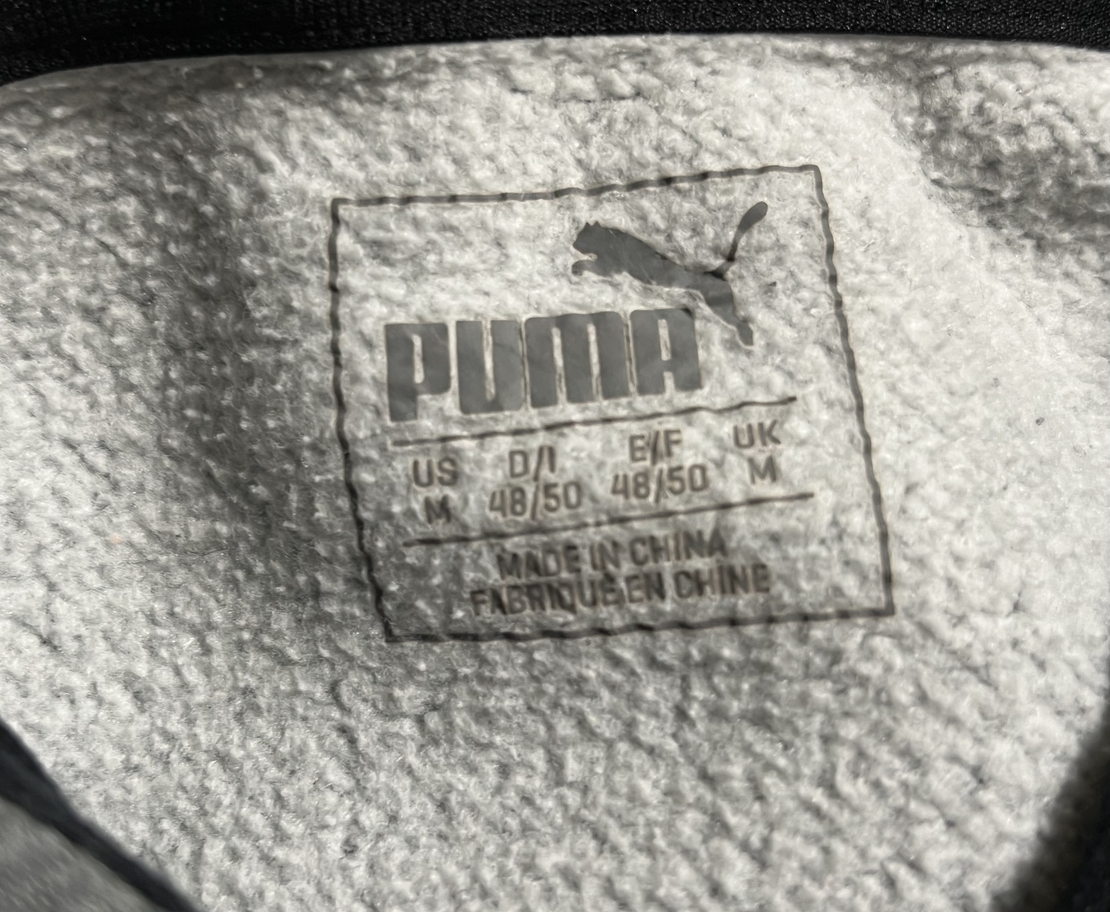 PUMA
US D/I E/F UK
M 48/50 48/50 M
MADE IN CHINA
FABRIQUÉ EN CHINE